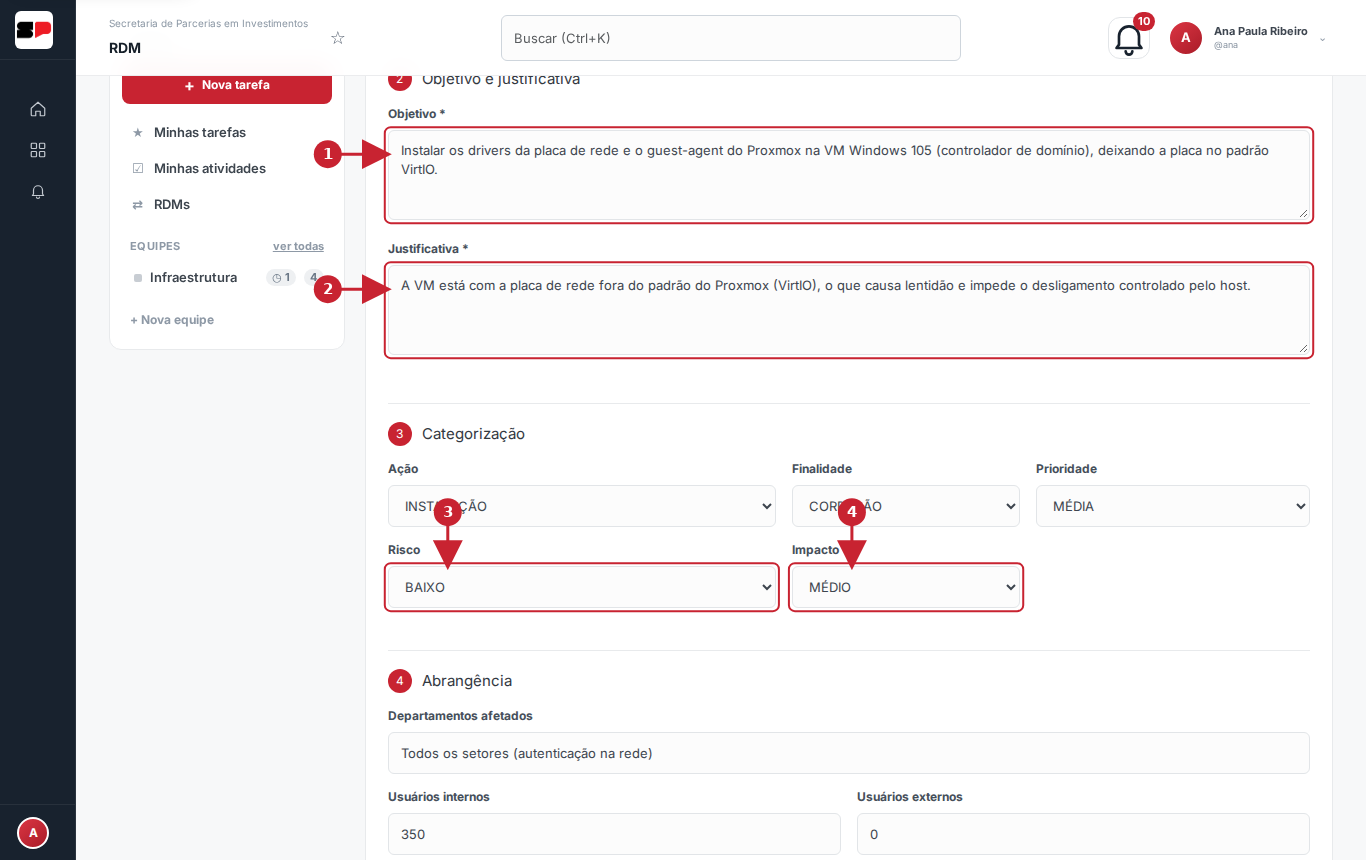 SP
Secretaria de Parcerias em Investimentos
RDM
Buscar (Ctrl+K)
10
A
Ana Paula Ribeiro
@ana
+ Nova tarefa
Minhas tarefas
Minhas atividades
RDMs
EQUIPES
ver todas
Infraestrutura
1
4
+ Nova equipe
A
2 Objetivo e justificativa
Objetivo *
1
Instalar os drivers da placa de rede e o guest-agent do Proxmox na VM Windows 105 (controlador de domínio), deixando a placa no padrão
VirtIO.
Justificativa *
2
A VM está com a placa de rede fora do padrão do Proxmox (VirtIO), o que causa lentidão e impede o desligamento controlado pelo host.
3 Categorização
Ação
Finalidade
Prioridade
MÉDIA
3
4
Risco
Impacto
BAIXO
MÉDIO
4 Abrangência
Departamentos afetados
Todos os setores (autenticação na rede)
Usuários internos
Usuários externos
350
0